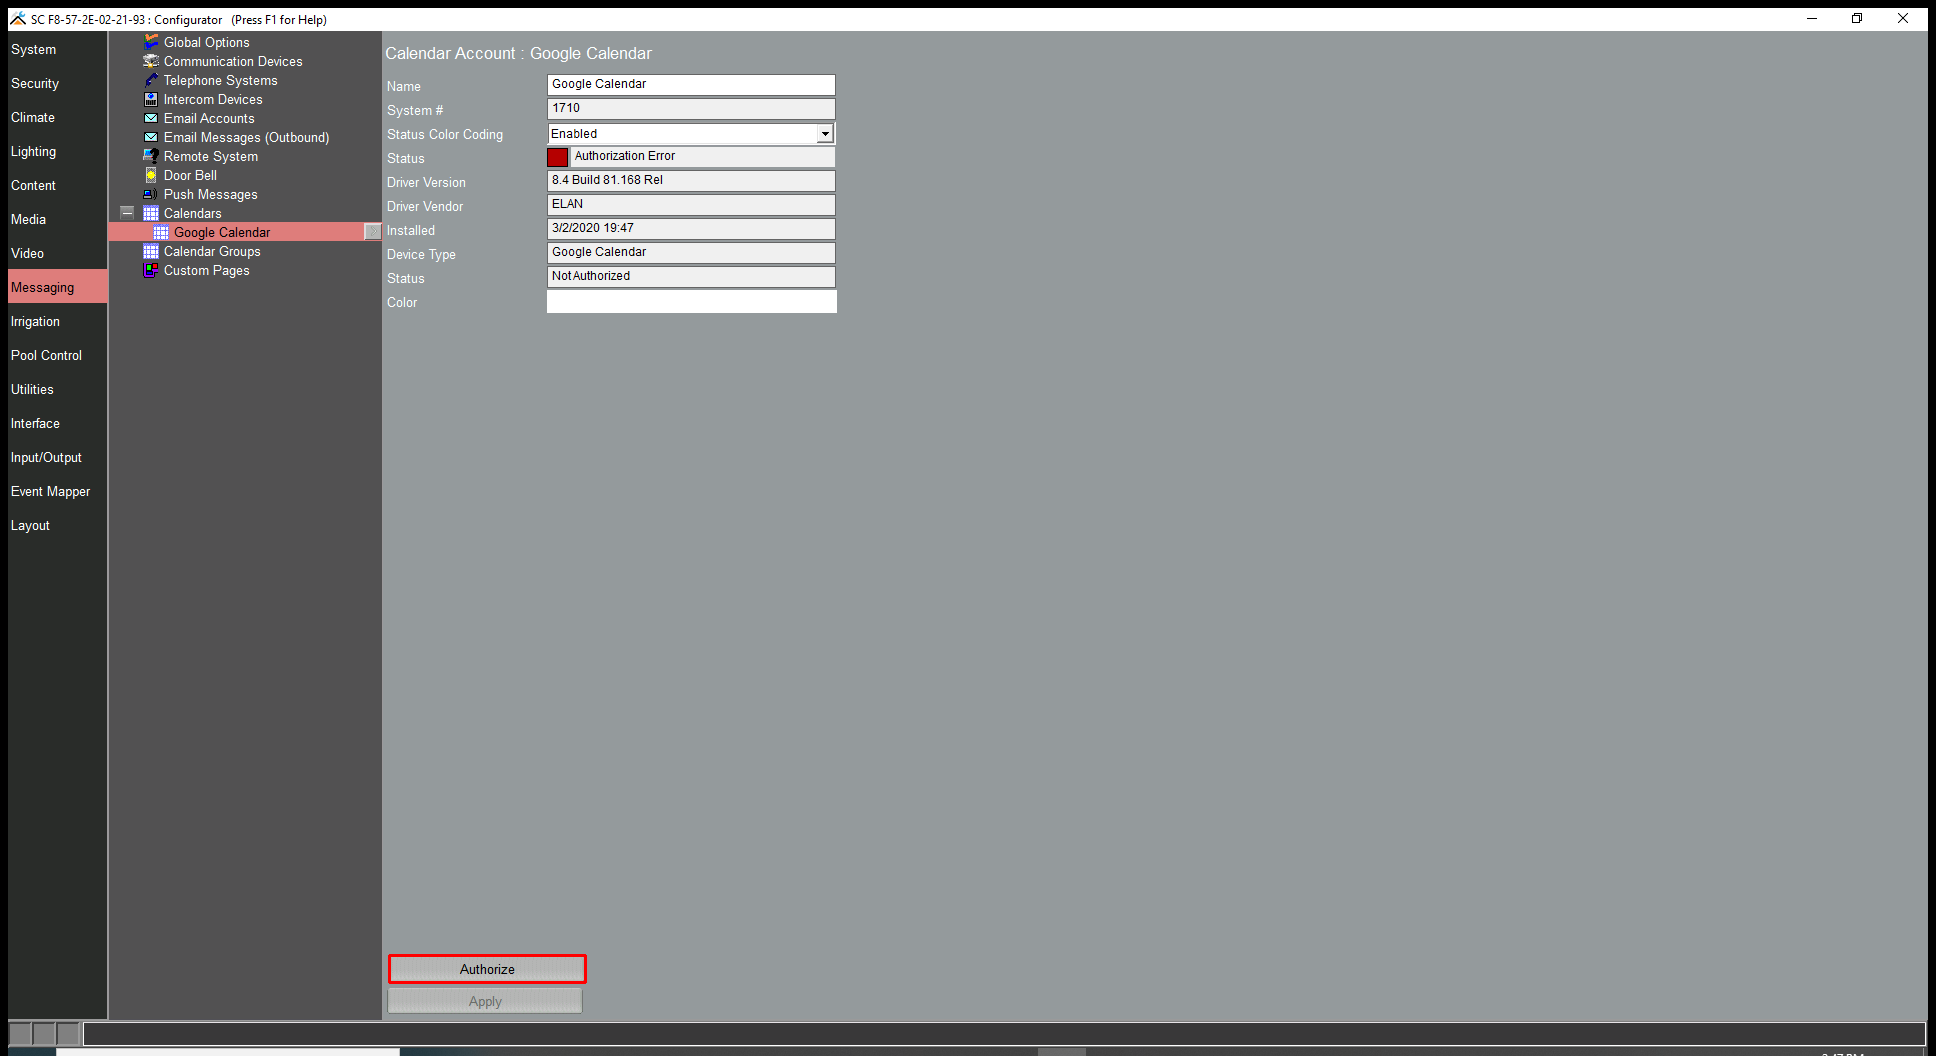 SC F8-57-2E-02-21-93 : Configurator (Press F1 for Help)
System
Security
Climate
Lighting
Content
Media
Video
Messaging
Irrigation
Pool Control
Utilities
Interface
Input/Output
Event Mapper
Layout
Global Options
Communication Devices
Telephone Systems
Intercom Devices
Email Accounts
Email Messages (Outbound)
Remote System
Door Bell
Push Messages
Calendars
Google Calendar
Calendar Groups
Custom Pages
Calendar Account : Google Calendar
Name Google Calendar
System # 1710
Status Color Coding Enabled
Status Authorization Error
Driver Version 8.4 Build 81.168 Rel
Driver Vendor ELAN
Installed 3/2/2020 19:47
Device Type Google Calendar
Status Not Authorized
Color
Authorize
Apply